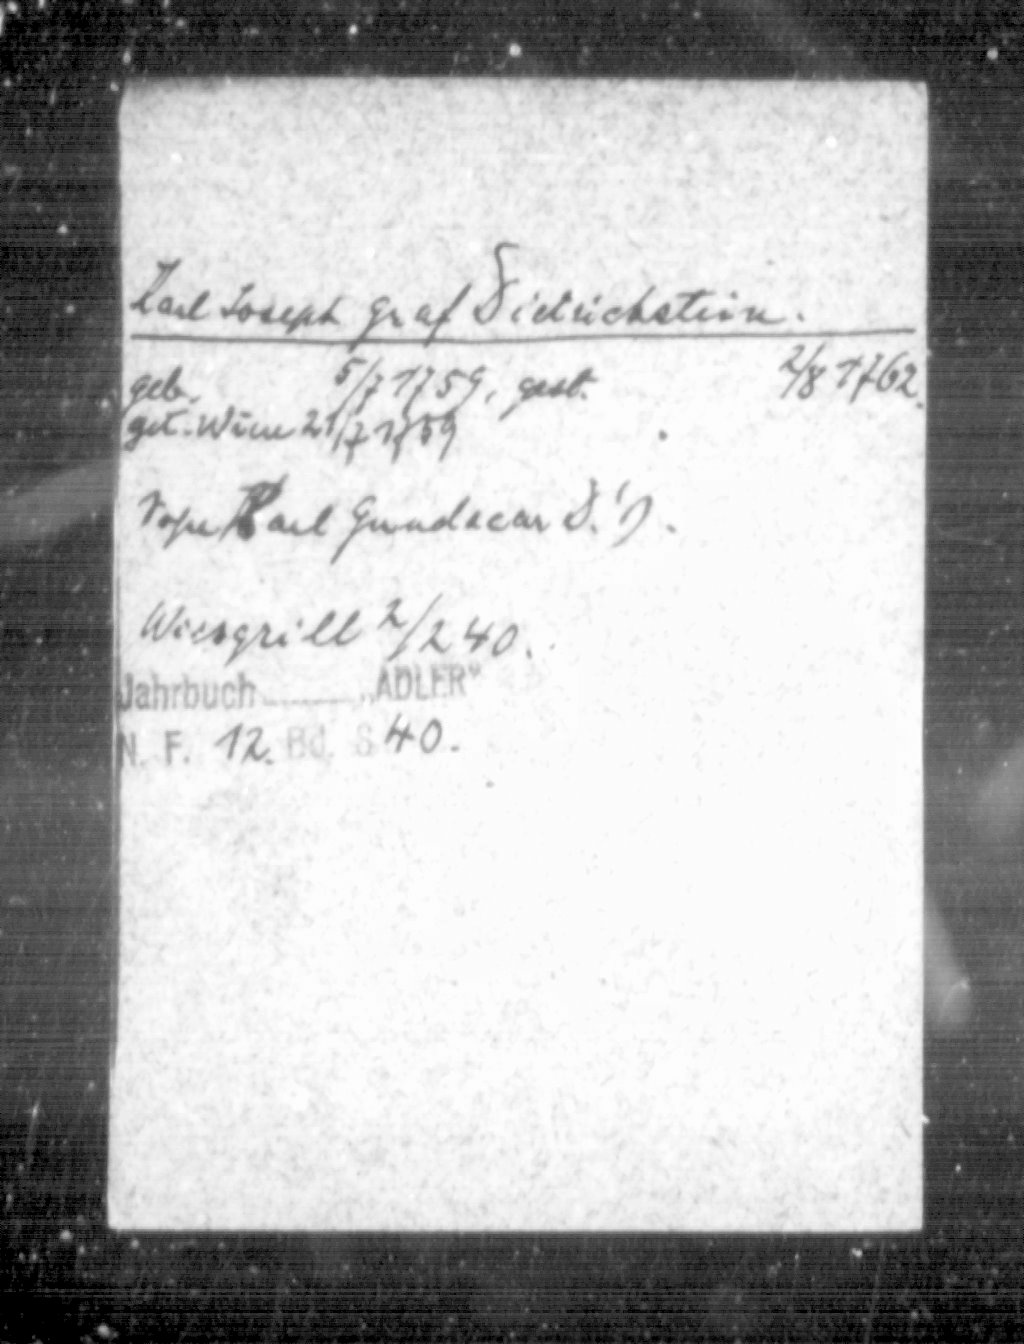 Karl Joseph Graf Dietrichstein.
geb. 5/7 1759, gest. 2/8 1762.
get. Wien 21/7 1759
Karl Gundacar D.
Wissgrill 2/240.
Jahrbuch ......... „ADLER"
N. F. 12. Bd. S 40.